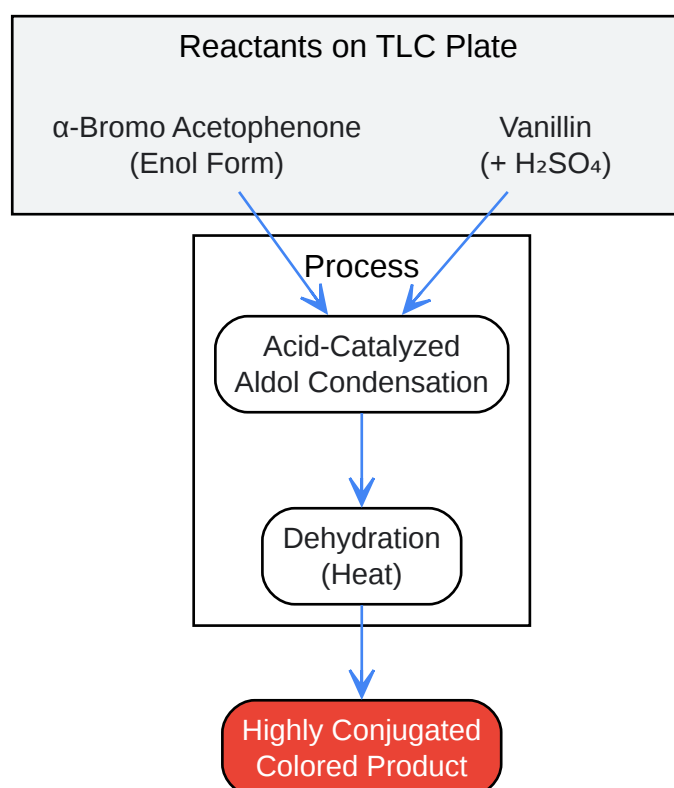 Reactants on TLC Plate
α-Bromo Acetophenone
(Enol Form)
Vanillin
(+ H₂SO₄)
Process
Acid-Catalyzed
Aldol Condensation
Dehydration
(Heat)
Highly Conjugated
Colored Product